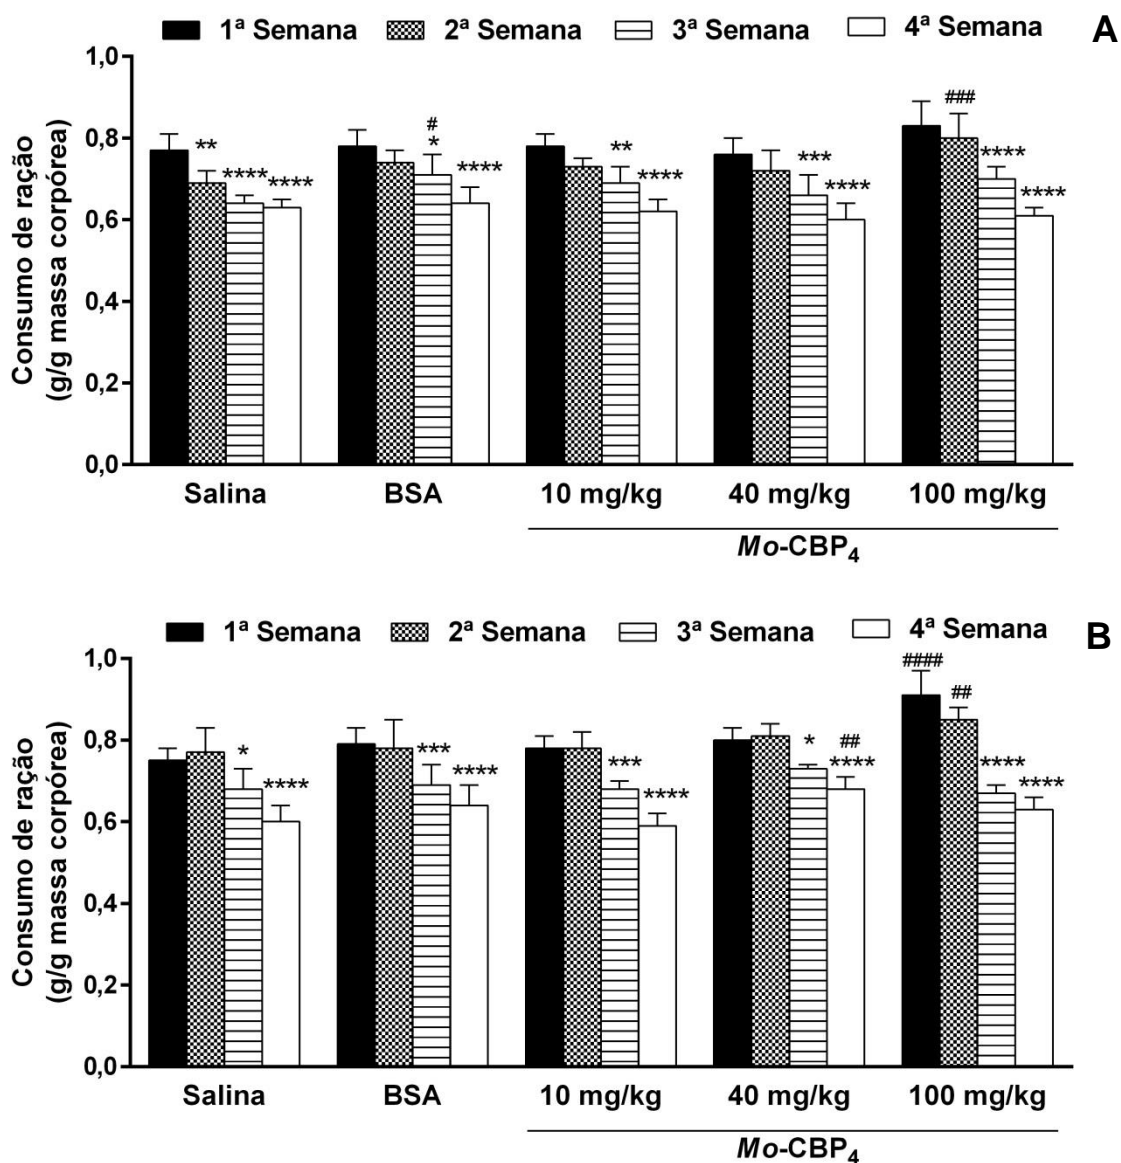 1ª Semana 2ª Semana 3ª Semana 4ª Semana A
Consumo de ração
(g/g massa corpórea)
1,0
0,8
0,6
0,4
0,2
0,0
** **** ****
# * ****
** ****
*** ****
### **** ****
Salina BSA 10 mg/kg 40 mg/kg 100 mg/kg
Mo-CBP₄
1ª Semana 2ª Semana 3ª Semana 4ª Semana B
Consumo de ração
(g/g massa corpórea)
1,0
0,8
0,6
0,4
0,2
0,0
* ****
*** ****
*** ****
* ## ****
#### ## **** ****
Salina BSA 10 mg/kg 40 mg/kg 100 mg/kg
Mo-CBP₄